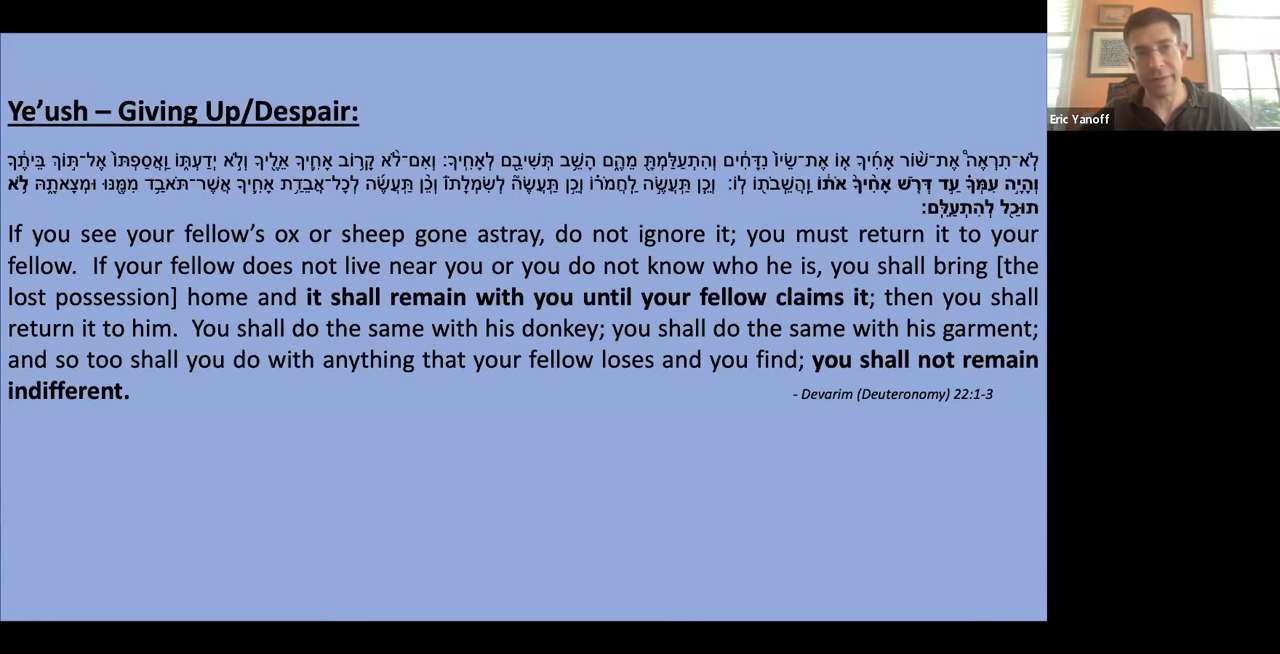 Ye’ush – Giving Up/Despair:
לֹֽא־תִרְאֶה֩ אֶת־שׁ֨וֹר אָחִ֜יךָ א֤וֹ אֶת־שֵׂיוֹ֙ נִדָּחִ֔ים וְהִתְעַלַּמְתָּ֖ מֵהֶ֑ם הָשֵׁ֥ב תְּשִׁיבֵ֖ם לְאָחִֽיךָ׃ וְאִם־לֹ֨א קָר֥וֹב אָחִ֛יךָ אֵלֶ֖יךָ וְלֹ֣א יְדַעְתּ֑וֹ וַאֲסַפְתּוֹ֙ אֶל־תּ֣וֹךְ בֵּיתֶ֔ךָ
וְהָיָ֣ה עִמְּךָ֗ עַ֣ד דְּרֹ֤שׁ אָחִ֙יךָ֙ אֹת֔וֹ וַהֲשֵׁבֹת֖וֹ לֽוֹ׃ וְכֵ֧ן תַּעֲשֶׂ֣ה לַחֲמֹר֗וֹ וְכֵ֣ן תַּעֲשֶׂה֮ לְשִׂמְלָתוֹ֒ וְכֵ֨ן תַּעֲשֶׂ֜ה לְכׇל־אֲבֵדַ֥ת אָחִ֛יךָ אֲשֶׁר־תֹּאבַ֥ד מִמֶּ֖נּוּ וּמְצָאתָ֑הּ לֹ֥א
תוּכַ֖ל לְהִתְעַלֵּֽם׃
If you see your fellow’s ox or sheep gone astray, do not ignore it; you must return it to your
fellow. If your fellow does not live near you or you do not know who he is, you shall bring [the
lost possession] home and it shall remain with you until your fellow claims it; then you shall
return it to him. You shall do the same with his donkey; you shall do the same with his garment;
and so too shall you do with anything that your fellow loses and you find; you shall not remain
indifferent.
- Devarim (Deuteronomy) 22:1-3
Eric Yanoff